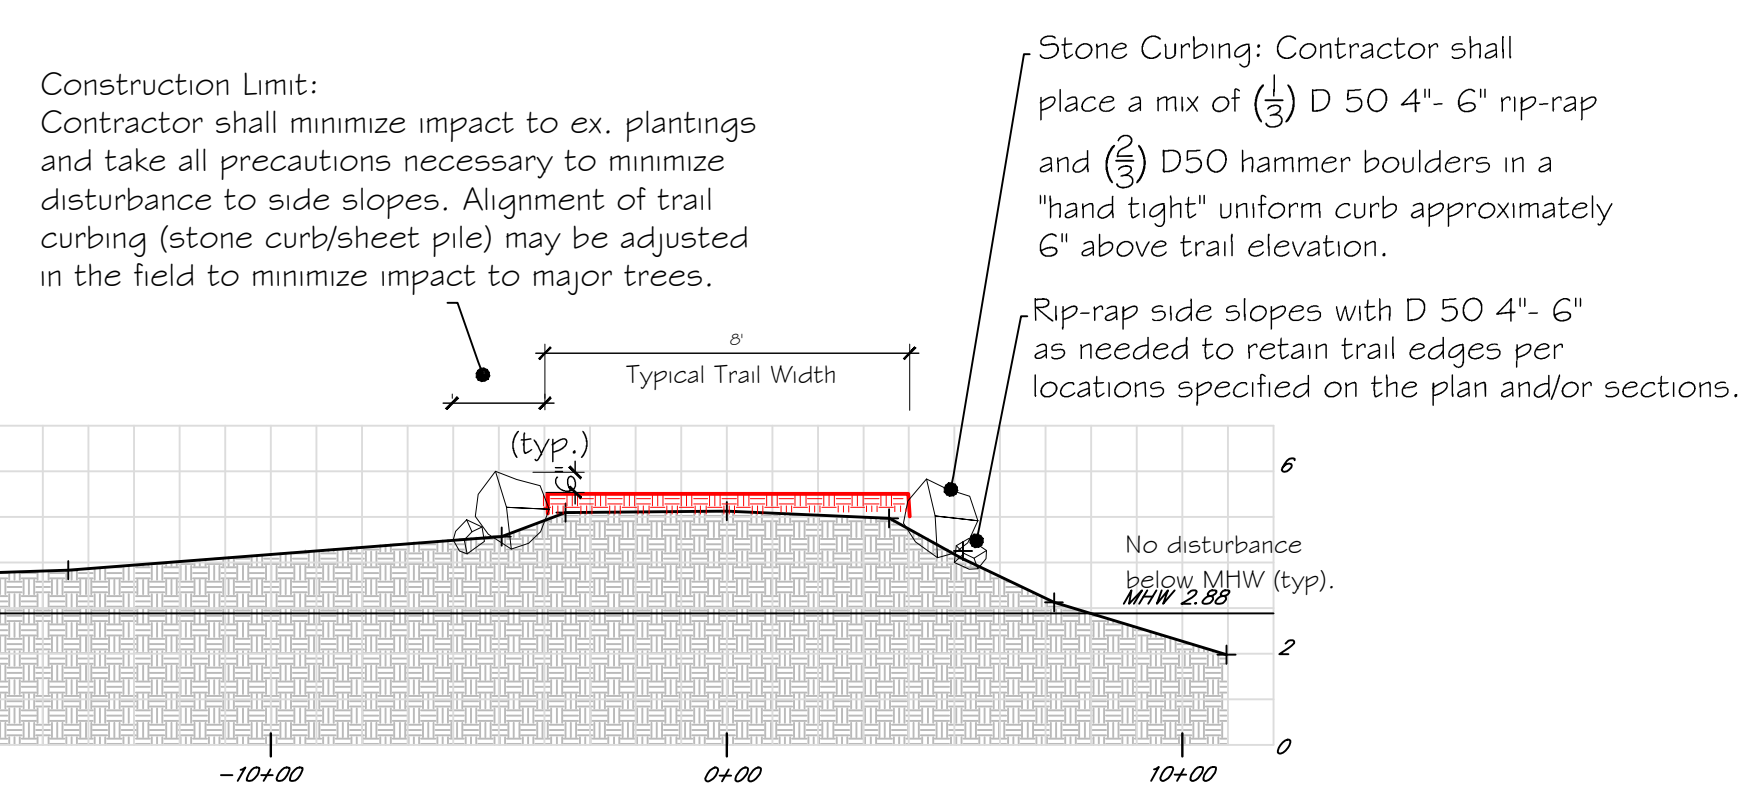 Construction Limit:
Contractor shall minimize impact to ex. plantings
and take all precautions necessary to minimize
disturbance to side slopes. Alignment of trail
curbing (stone curb/sheet pile) may be adjusted
in the field to minimize impact to major trees.
Stone Curbing: Contractor shall
place a mix of (1/3) D 50 4"- 6" rip-rap
and (2/3) D50 hammer boulders in a
"hand tight" uniform curb approximately
6" above trail elevation.
Rip-rap side slopes with D 50 4"- 6"
as needed to retain trail edges per
locations specified on the plan and/or sections.
8'
Typical Trail Width
(typ.)
6"
6
No disturbance
below MHW (typ).
MHW 2.88
2
0
-10+00
0+00
10+00